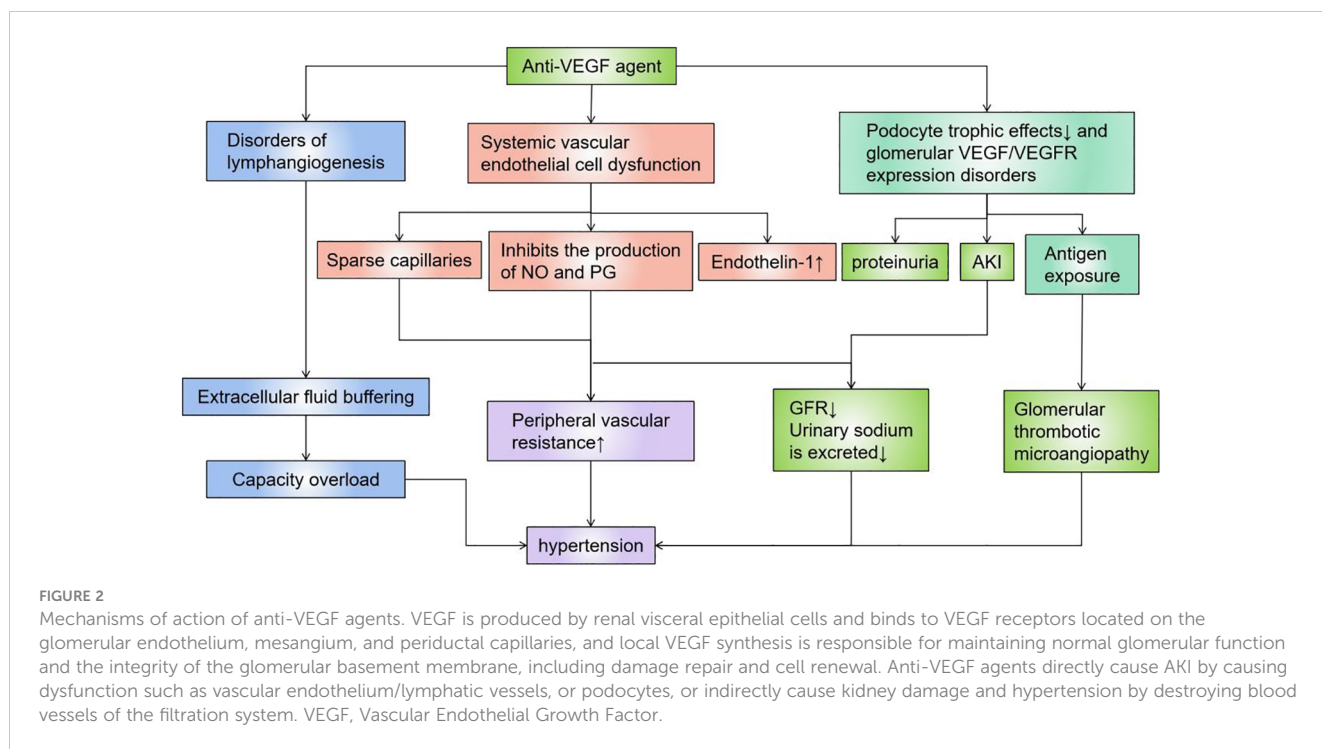 Anti-VEGF agent
Disorders of
lymphangiogenesis
Systemic vascular
endothelial cell dysfunction
Podocyte trophic effects↓ and
glomerular VEGF/VEGFR
expression disorders
Sparse capillaries
Inhibits the production
of NO and PG
Endothelin-1↑
proteinuria
AKI
Antigen
exposure
Extracellular fluid buffering
Peripheral vascular
resistance↑
GFR↓
Urinary sodium
is excreted↓
Glomerular
thrombotic
microangiopathy
Capacity overload
hypertension
FIGURE 2
Mechanisms of action of anti-VEGF agents. VEGF is produced by renal visceral epithelial cells and binds to VEGF receptors located on the
glomerular endothelium, mesangium, and periductal capillaries, and local VEGF synthesis is responsible for maintaining normal glomerular function
and the integrity of the glomerular basement membrane, including damage repair and cell renewal. Anti-VEGF agents directly cause AKI by causing
dysfunction such as vascular endothelium/lymphatic vessels, or podocytes, or indirectly cause kidney damage and hypertension by destroying blood
vessels of the filtration system. VEGF, Vascular Endothelial Growth Factor.